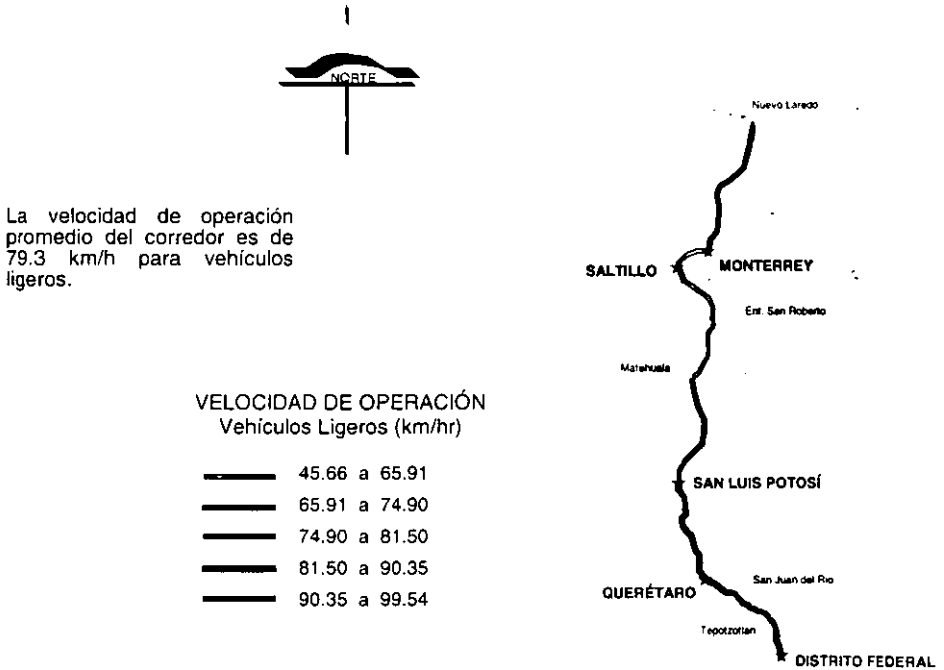 NORTE
Nuevo Laredo
La velocidad de operación
promedio del corredor es de
79.3 km/h para vehículos
ligeros.
SALTILLO
MONTERREY
Ent. San Roberto
Matehuala
VELOCIDAD DE OPERACIÓN
Vehículos Ligeros (km/hr)
45.66 a 65.91
65.91 a 74.90
74.90 a 81.50
81.50 a 90.35
90.35 a 99.54
SAN LUIS POTOSÍ
San Juan del Rio
QUERÉTARO
Tepotzotlan
DISTRITO FEDERAL